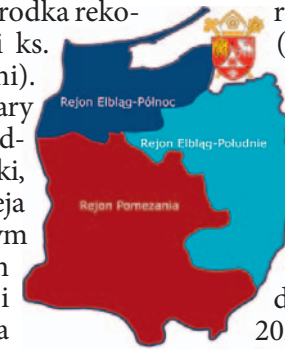 rodka reko-
i ks.
ni).
ary
d-
ki,
eja
ym
n
i
a
r
(
d
20
Rejon Elbląg-Północ
Rejon Elbląg-Południe
Rejon Pomezania